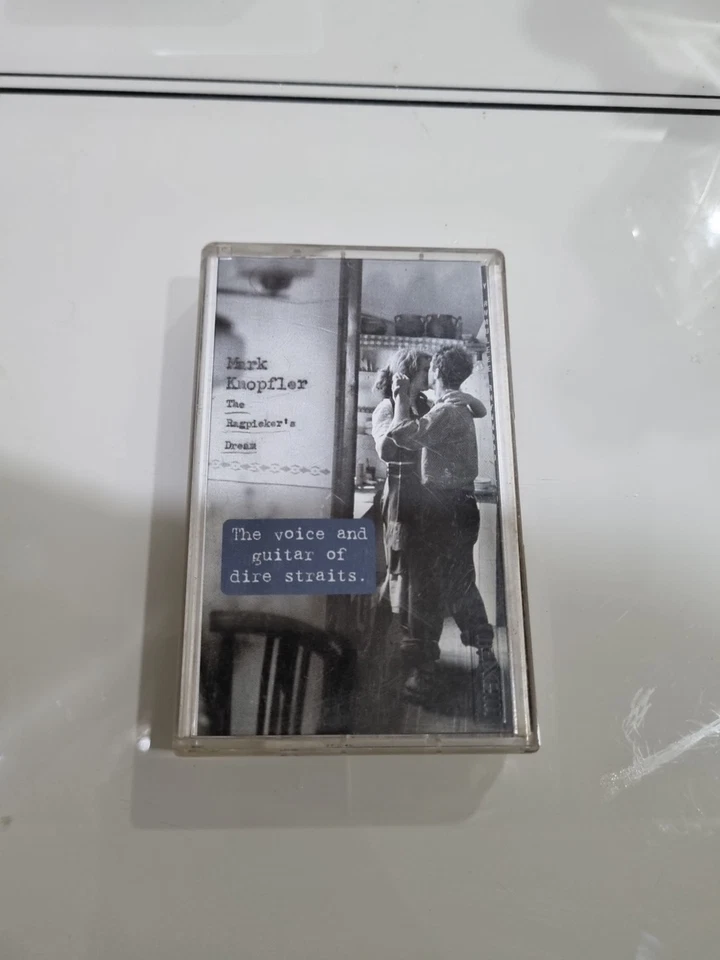 Mark
Knopfler
The
Ragpicker's
Dream
The voice and
guitar of
dire straits.